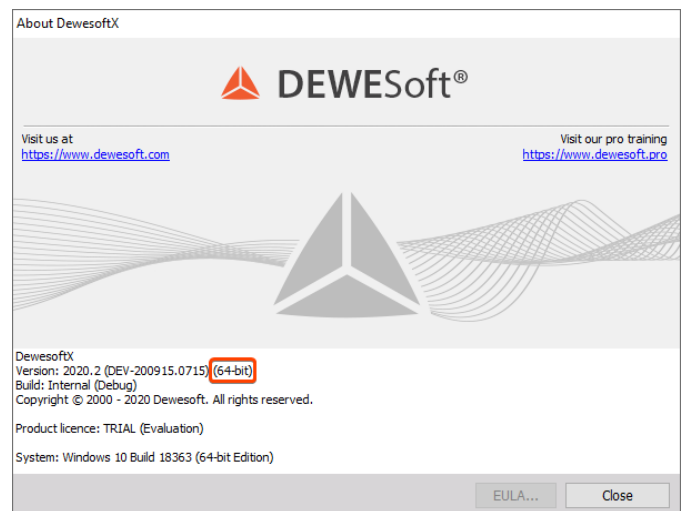 About DewesoftX
DEWESoft®
Visit us at
https://www.dewesoft.com
Visit our pro training
https://www.dewesoft.pro
DewesoftX
Version: 2020.2 (DEV-200915.0715) (64-bit)
Build: Internal (Debug)
Copyright © 2000 - 2020 Dewesoft. All rights reserved.
Product licence: TRIAL (Evaluation)
System: Windows 10 Build 18363 (64-bit Edition)
EULA...
Close